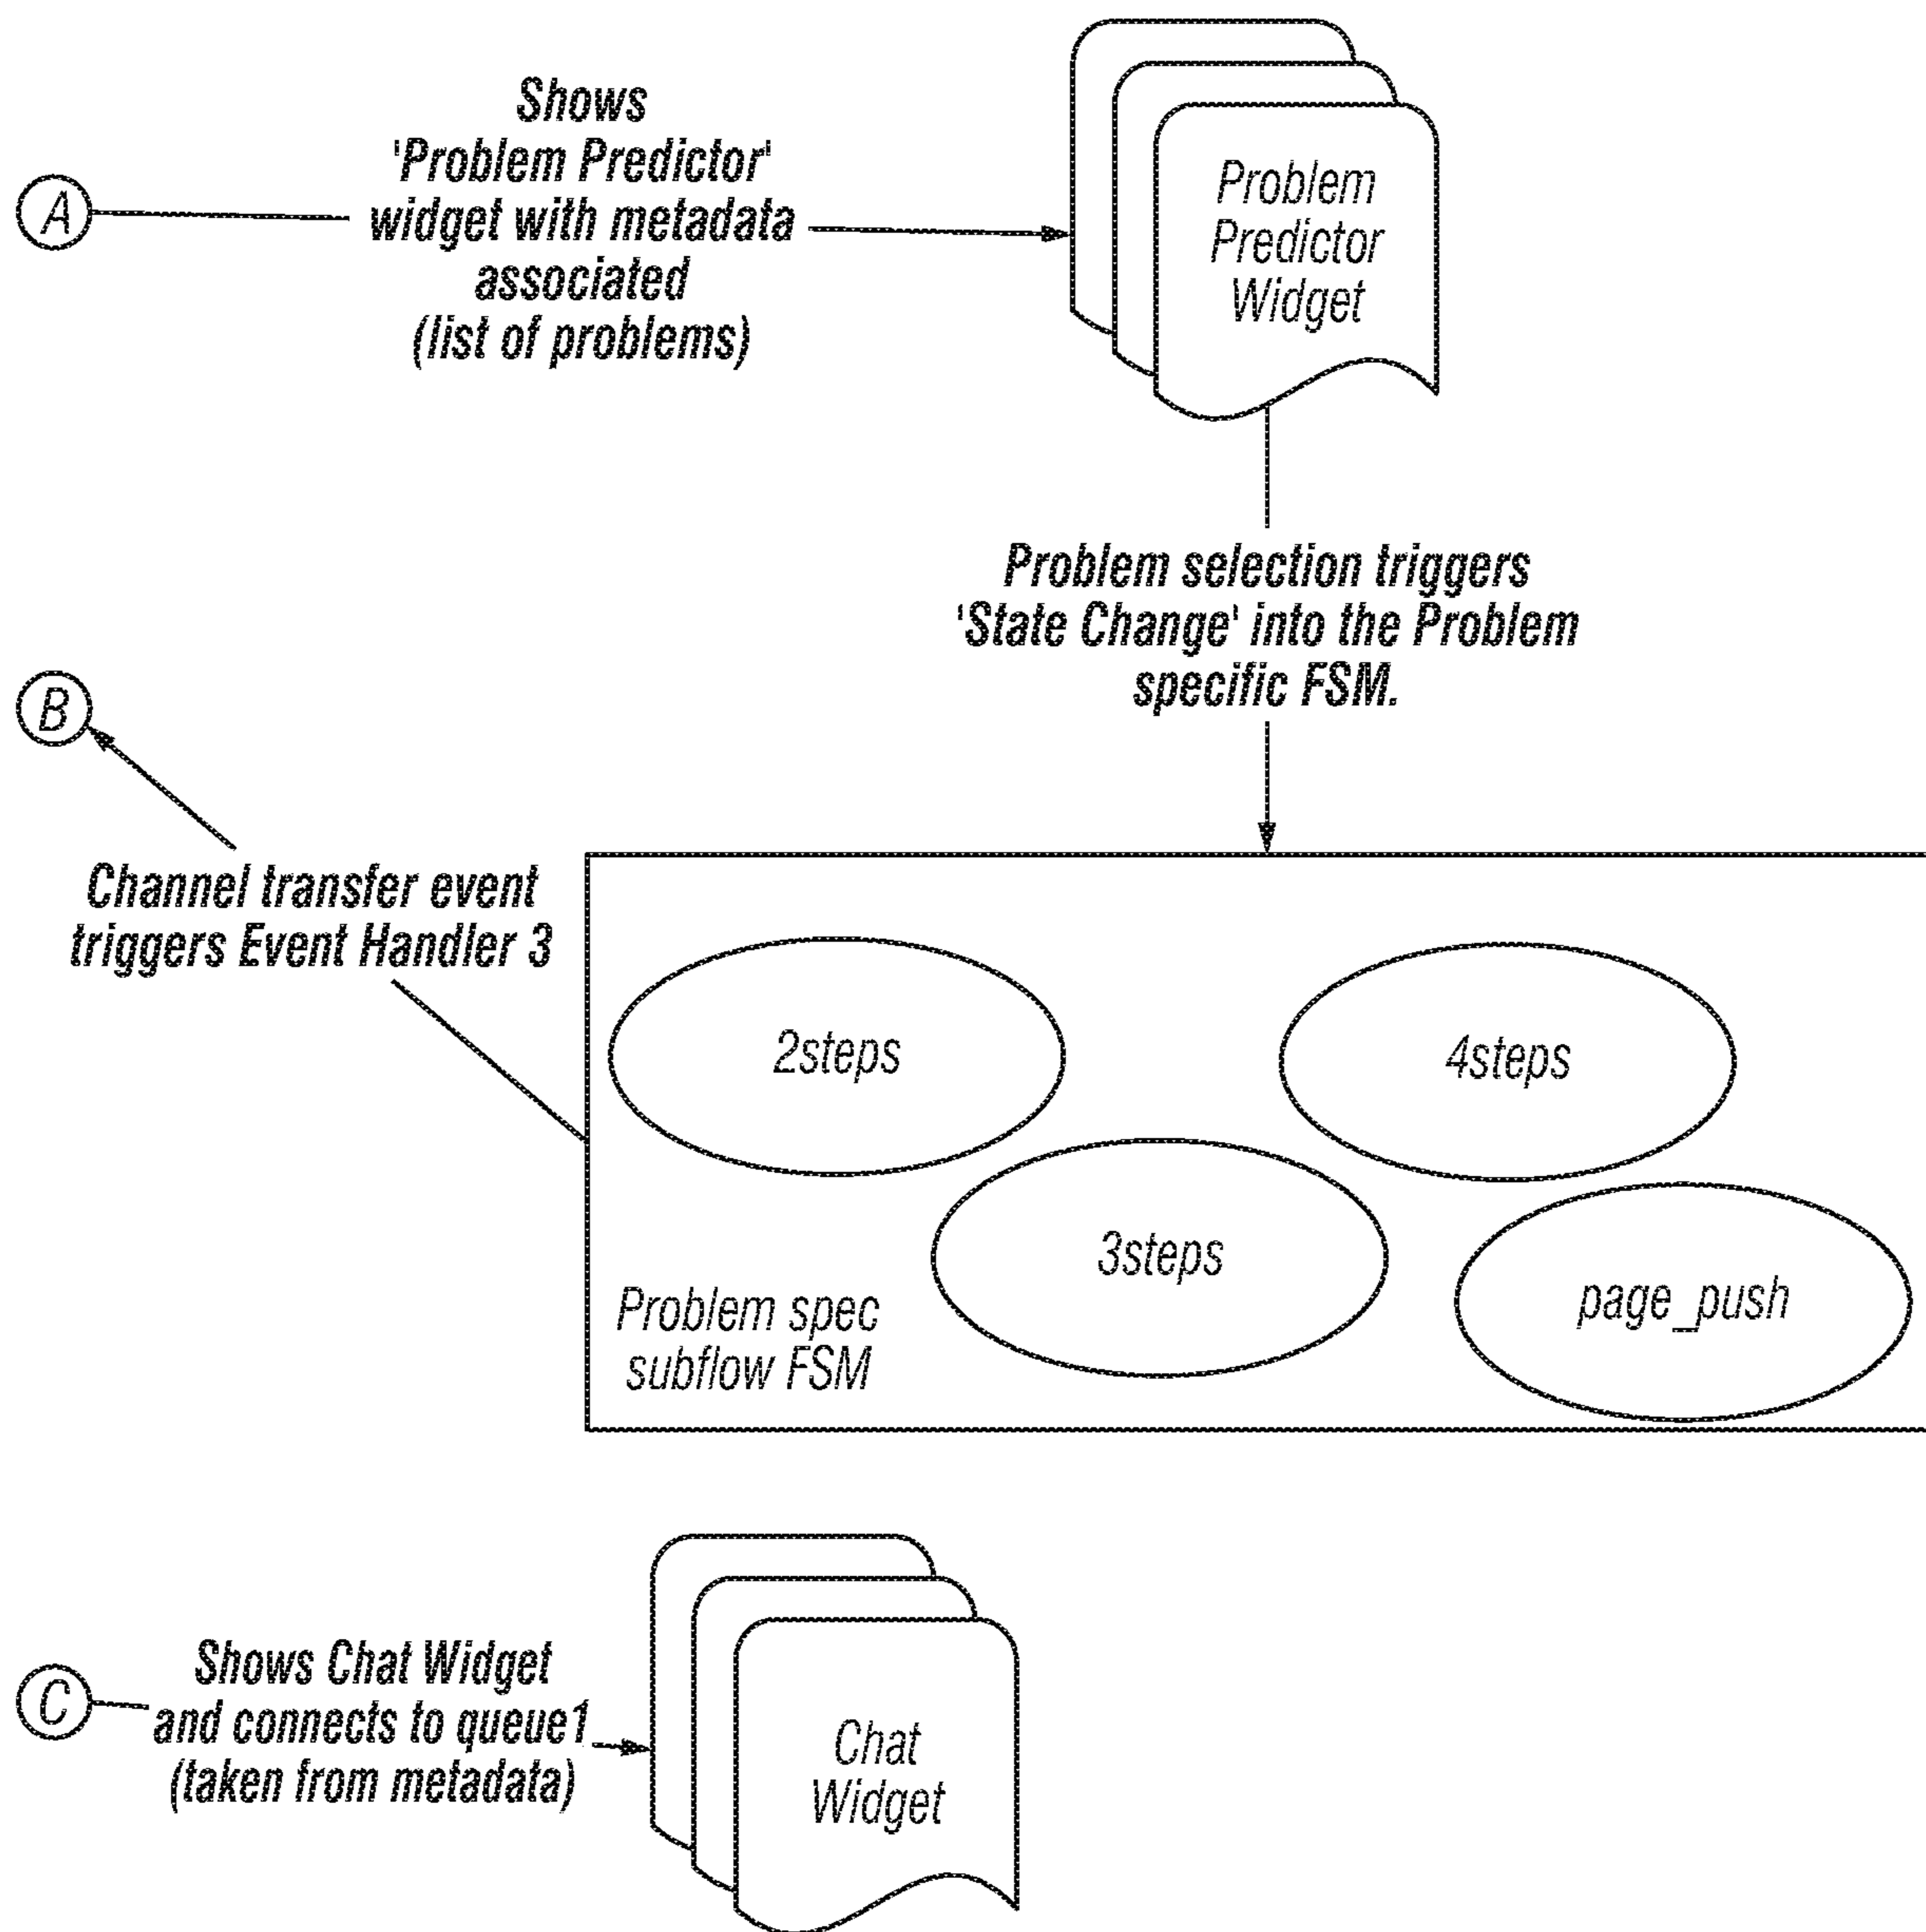 A
Shows
'Problem Predictor'
widget with metadata
associated
(list of problems)
Problem
Predictor
Widget
Problem selection triggers
'State Change' into the Problem
specific FSM.
B
Channel transfer event
triggers Event Handler 3
2steps
4steps
3steps
page_push
Problem spec
subflow FSM
C
Shows Chat Widget
and connects to queue1
(taken from metadata)
Chat
Widget